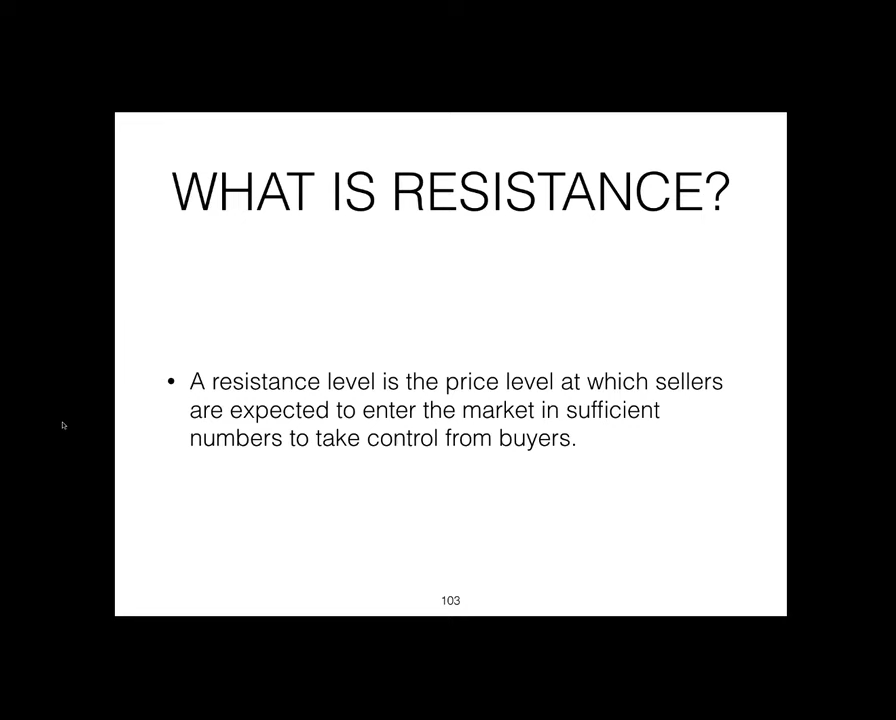 WHAT IS RESISTANCE?
• A resistance level is the price level at which sellers
are expected to enter the market in sufficient
numbers to take control from buyers.
103